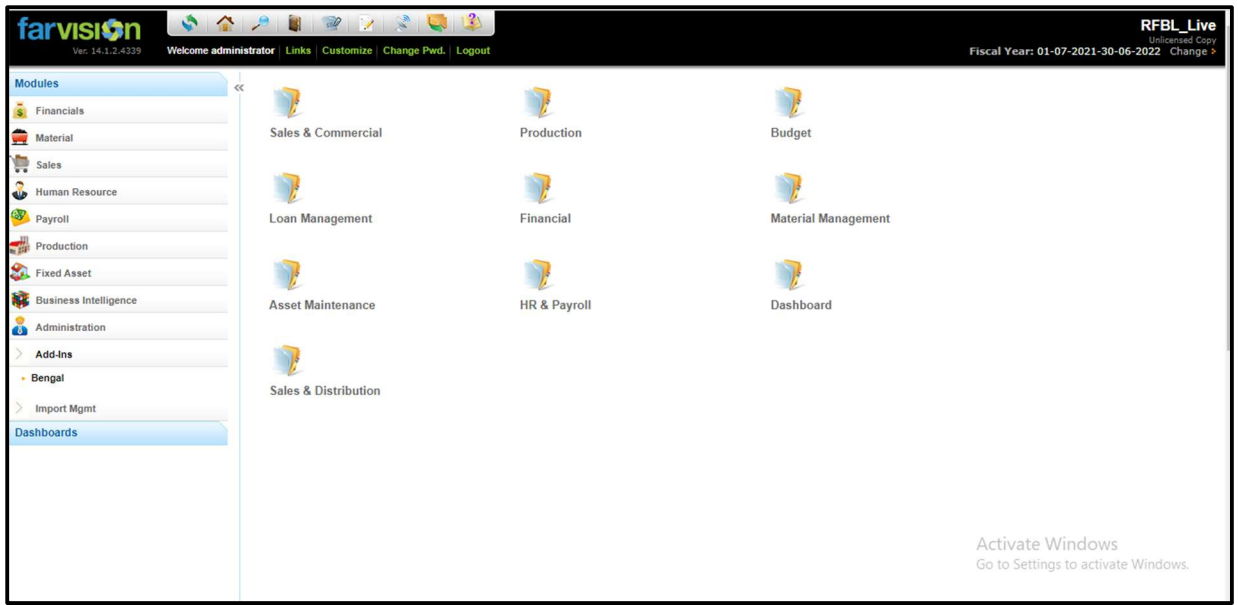 farvision
Ver. 14.1.2.4339
Welcome administrator | Links | Customize | Change Pwd. | Logout
RFBL_Live
Unlicensed Copy
Fiscal Year: 01-07-2021-30-06-2022 Change >
Modules
Financials
Material
Sales
Human Resource
Payroll
Production
Fixed Asset
Business Intelligence
Administration
Add-Ins
Bengal
Import Mgmt
Dashboards
Sales & Commercial
Production
Budget
Loan Management
Financial
Material Management
Asset Maintenance
HR & Payroll
Dashboard
Sales & Distribution
Activate Windows
Go to Settings to activate Windows.